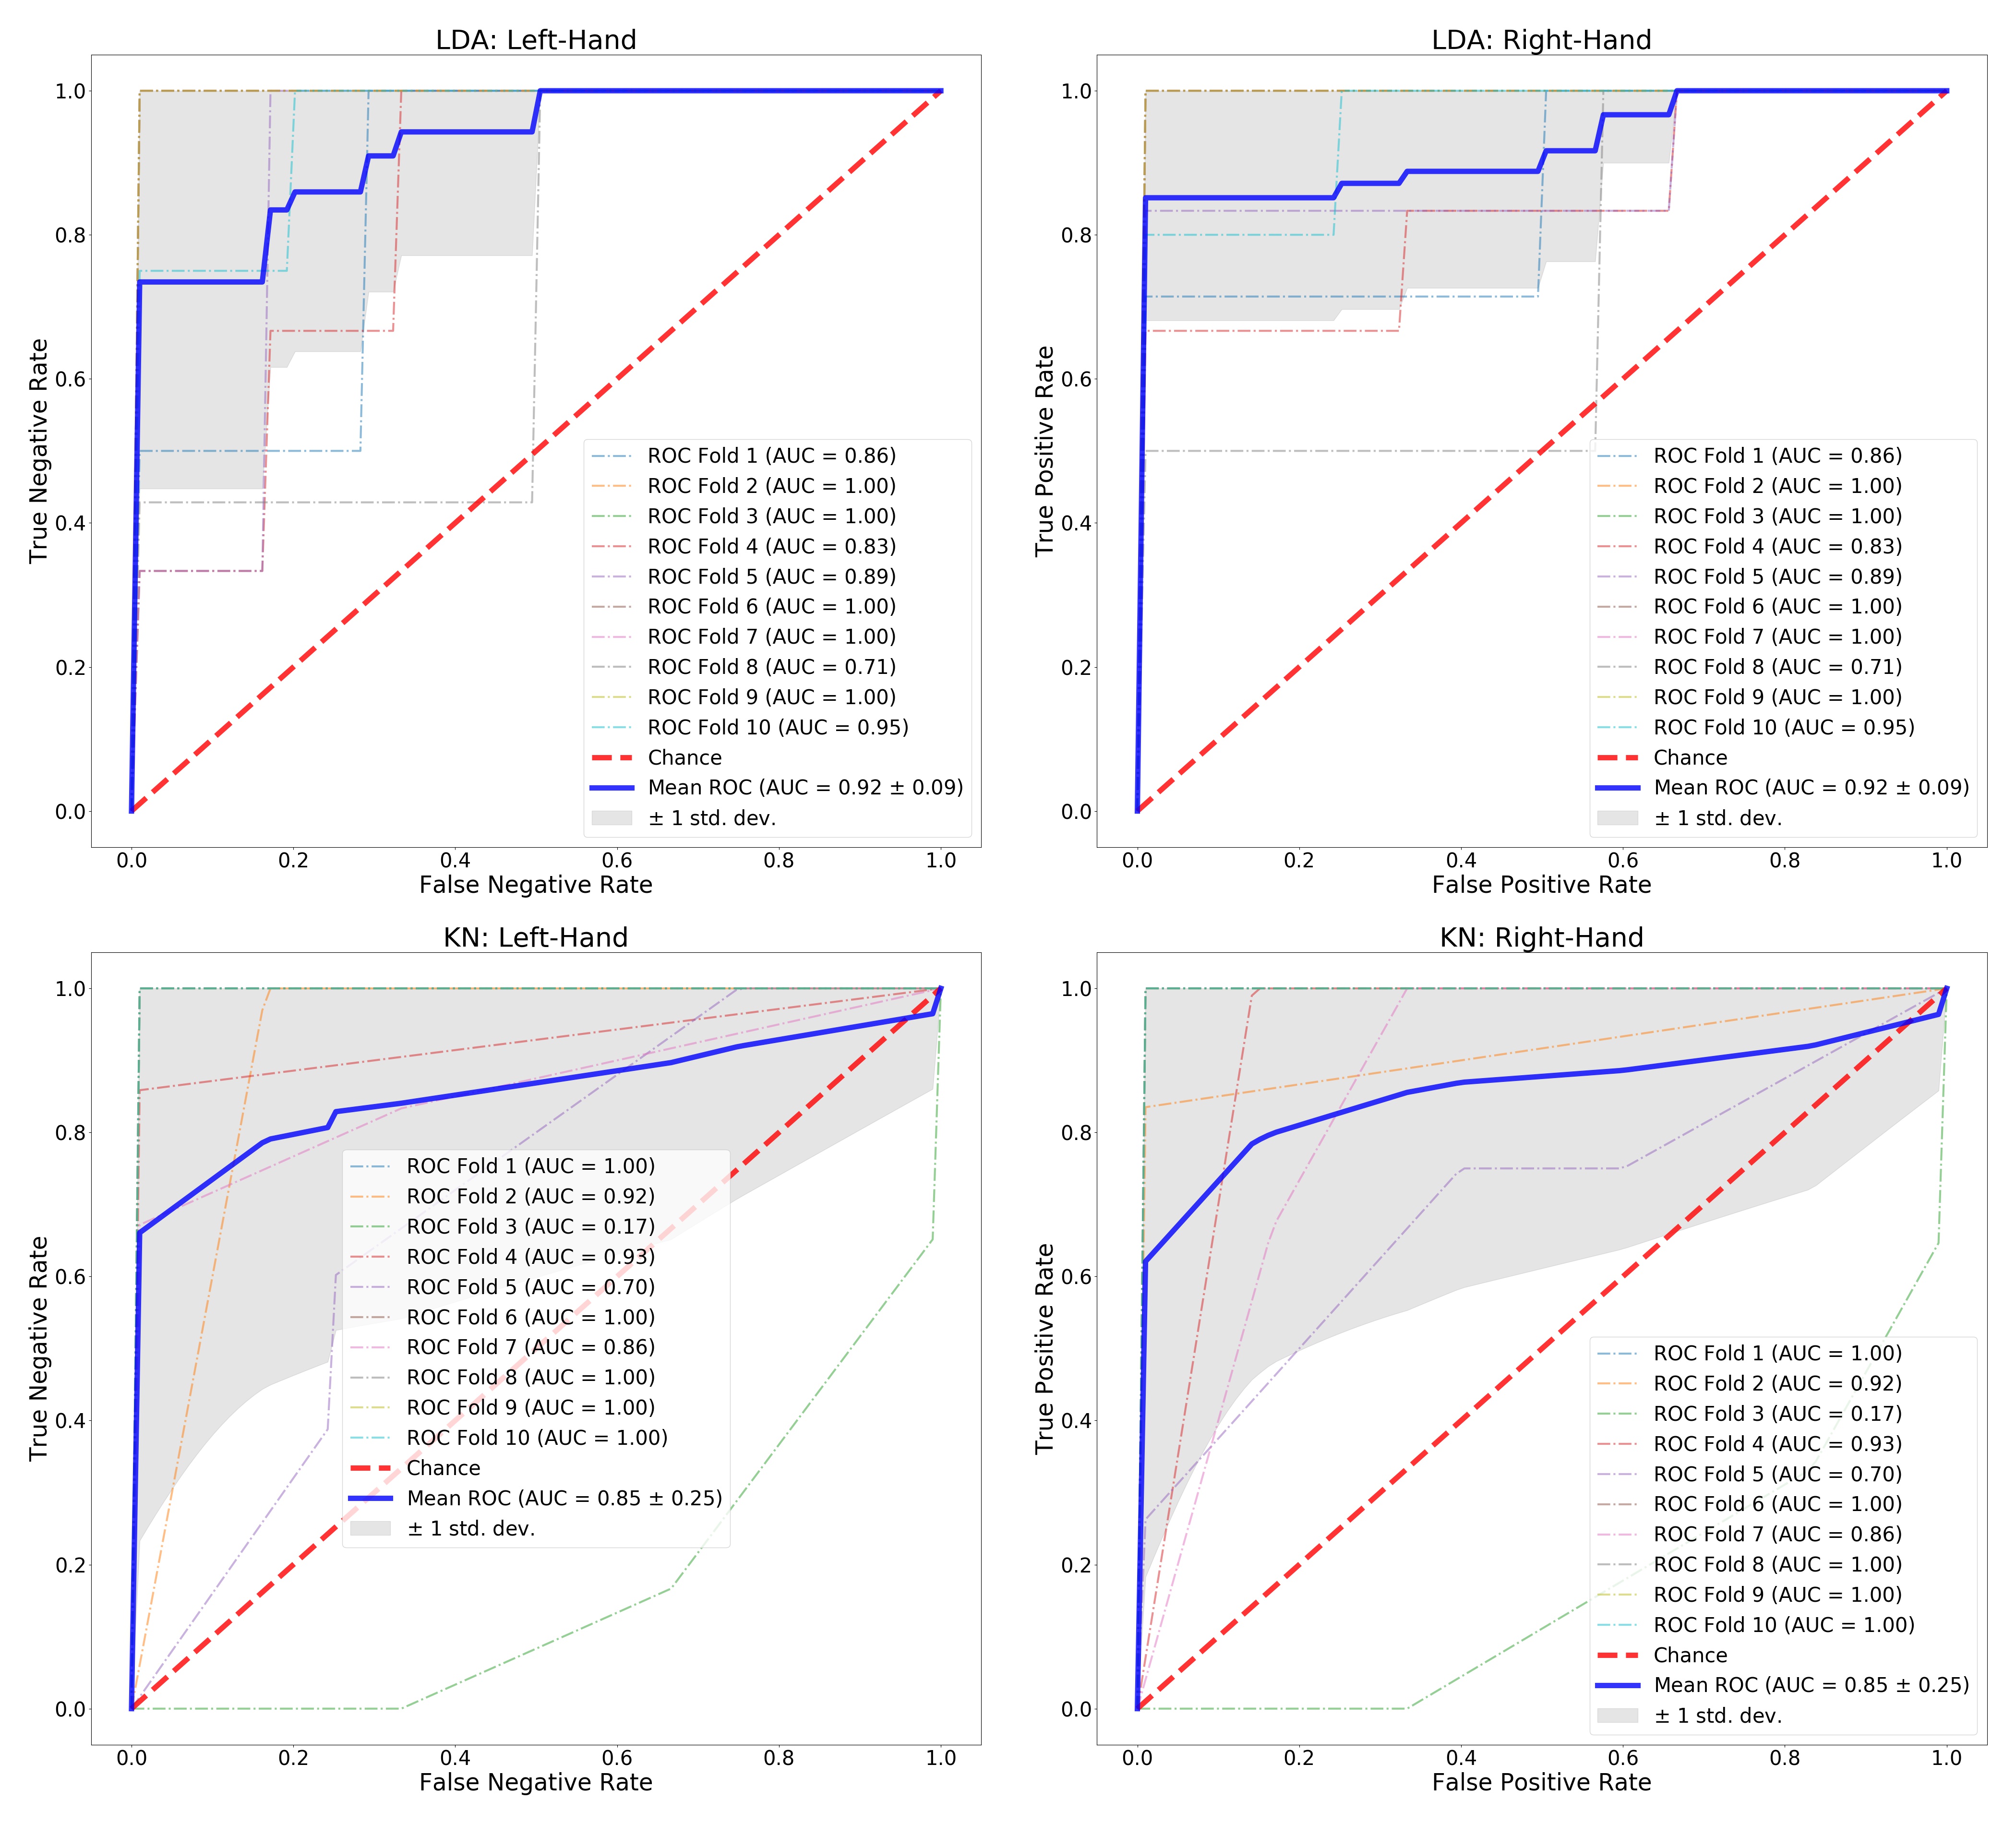 LDA: Left-Hand
True Negative Rate
1.0
0.8
0.6
0.4
0.2
0.0
ROC Fold 1 (AUC = 0.86)
ROC Fold 2 (AUC = 1.00)
ROC Fold 3 (AUC = 1.00)
ROC Fold 4 (AUC = 0.83)
ROC Fold 5 (AUC = 0.89)
ROC Fold 6 (AUC = 1.00)
ROC Fold 7 (AUC = 1.00)
ROC Fold 8 (AUC = 0.71)
ROC Fold 9 (AUC = 1.00)
ROC Fold 10 (AUC = 0.95)
Chance
Mean ROC (AUC = 0.92 ± 0.09)
± 1 std. dev.
0.0 0.2 0.4 0.6 0.8 1.0
False Negative Rate
LDA: Right-Hand
True Positive Rate
1.0
0.8
0.6
0.4
0.2
0.0
ROC Fold 1 (AUC = 0.86)
ROC Fold 2 (AUC = 1.00)
ROC Fold 3 (AUC = 1.00)
ROC Fold 4 (AUC = 0.83)
ROC Fold 5 (AUC = 0.89)
ROC Fold 6 (AUC = 1.00)
ROC Fold 7 (AUC = 1.00)
ROC Fold 8 (AUC = 0.71)
ROC Fold 9 (AUC = 1.00)
ROC Fold 10 (AUC = 0.95)
Chance
Mean ROC (AUC = 0.92 ± 0.09)
± 1 std. dev.
0.0 0.2 0.4 0.6 0.8 1.0
False Positive Rate
KN: Left-Hand
True Negative Rate
1.0
0.8
0.6
0.4
0.2
0.0
ROC Fold 1 (AUC = 1.00)
ROC Fold 2 (AUC = 0.92)
ROC Fold 3 (AUC = 0.17)
ROC Fold 4 (AUC = 0.93)
ROC Fold 5 (AUC = 0.70)
ROC Fold 6 (AUC = 1.00)
ROC Fold 7 (AUC = 0.86)
ROC Fold 8 (AUC = 1.00)
ROC Fold 9 (AUC = 1.00)
ROC Fold 10 (AUC = 1.00)
Chance
Mean ROC (AUC = 0.85 ± 0.25)
± 1 std. dev.
0.0 0.2 0.4 0.6 0.8 1.0
False Negative Rate
KN: Right-Hand
True Positive Rate
1.0
0.8
0.6
0.4
0.2
0.0
ROC Fold 1 (AUC = 1.00)
ROC Fold 2 (AUC = 0.92)
ROC Fold 3 (AUC = 0.17)
ROC Fold 4 (AUC = 0.93)
ROC Fold 5 (AUC = 0.70)
ROC Fold 6 (AUC = 1.00)
ROC Fold 7 (AUC = 0.86)
ROC Fold 8 (AUC = 1.00)
ROC Fold 9 (AUC = 1.00)
ROC Fold 10 (AUC = 1.00)
Chance
Mean ROC (AUC = 0.85 ± 0.25)
± 1 std. dev.
0.0 0.2 0.4 0.6 0.8 1.0
False Positive Rate